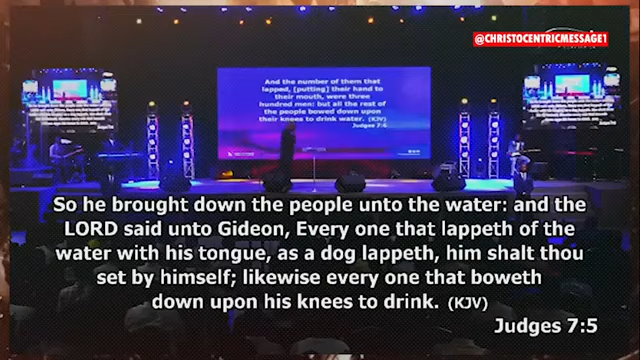 @CHRISTOCENTRICMESSAGE1
And the number of them that
lapped, [putting] their hand to
their mouth, were three
hundred men: but all the rest of
the people bowed down upon
their knees to drink water. (KJV)
Judges 7:6
So he brought down the people unto the water: and the
LORD said unto Gideon, Every one that lappeth of the
water with his tongue, as a dog lappeth, him shalt thou
set by himself; likewise every one that boweth
down upon his knees to drink. (KJV)
Judges 7:5